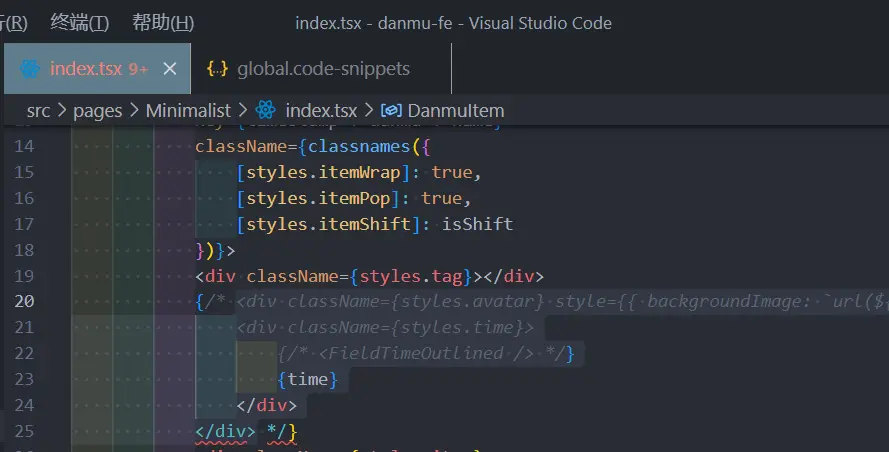 行(R) 终端(T) 帮助(H) index.tsx - danmu-fe - Visual Studio Code
index.tsx 9+ × {..} global.code-snippets
src > pages > Minimalist > index.tsx > DanmuItem
14 className={classnames({
15 [styles.itemWrap]: true,
16 [styles.itemPop]: true,
17 [styles.itemShift]: isShift
18 })}>
19 <div className={styles.tag}></div>
20 {/* <div className={styles.avatar} style={{ backgroundImage: `url(${
21 <div className={styles.time}>
22 {/* <FieldTimeOutlined /> */}
23 {time}
24 </div>
25 </div> */}